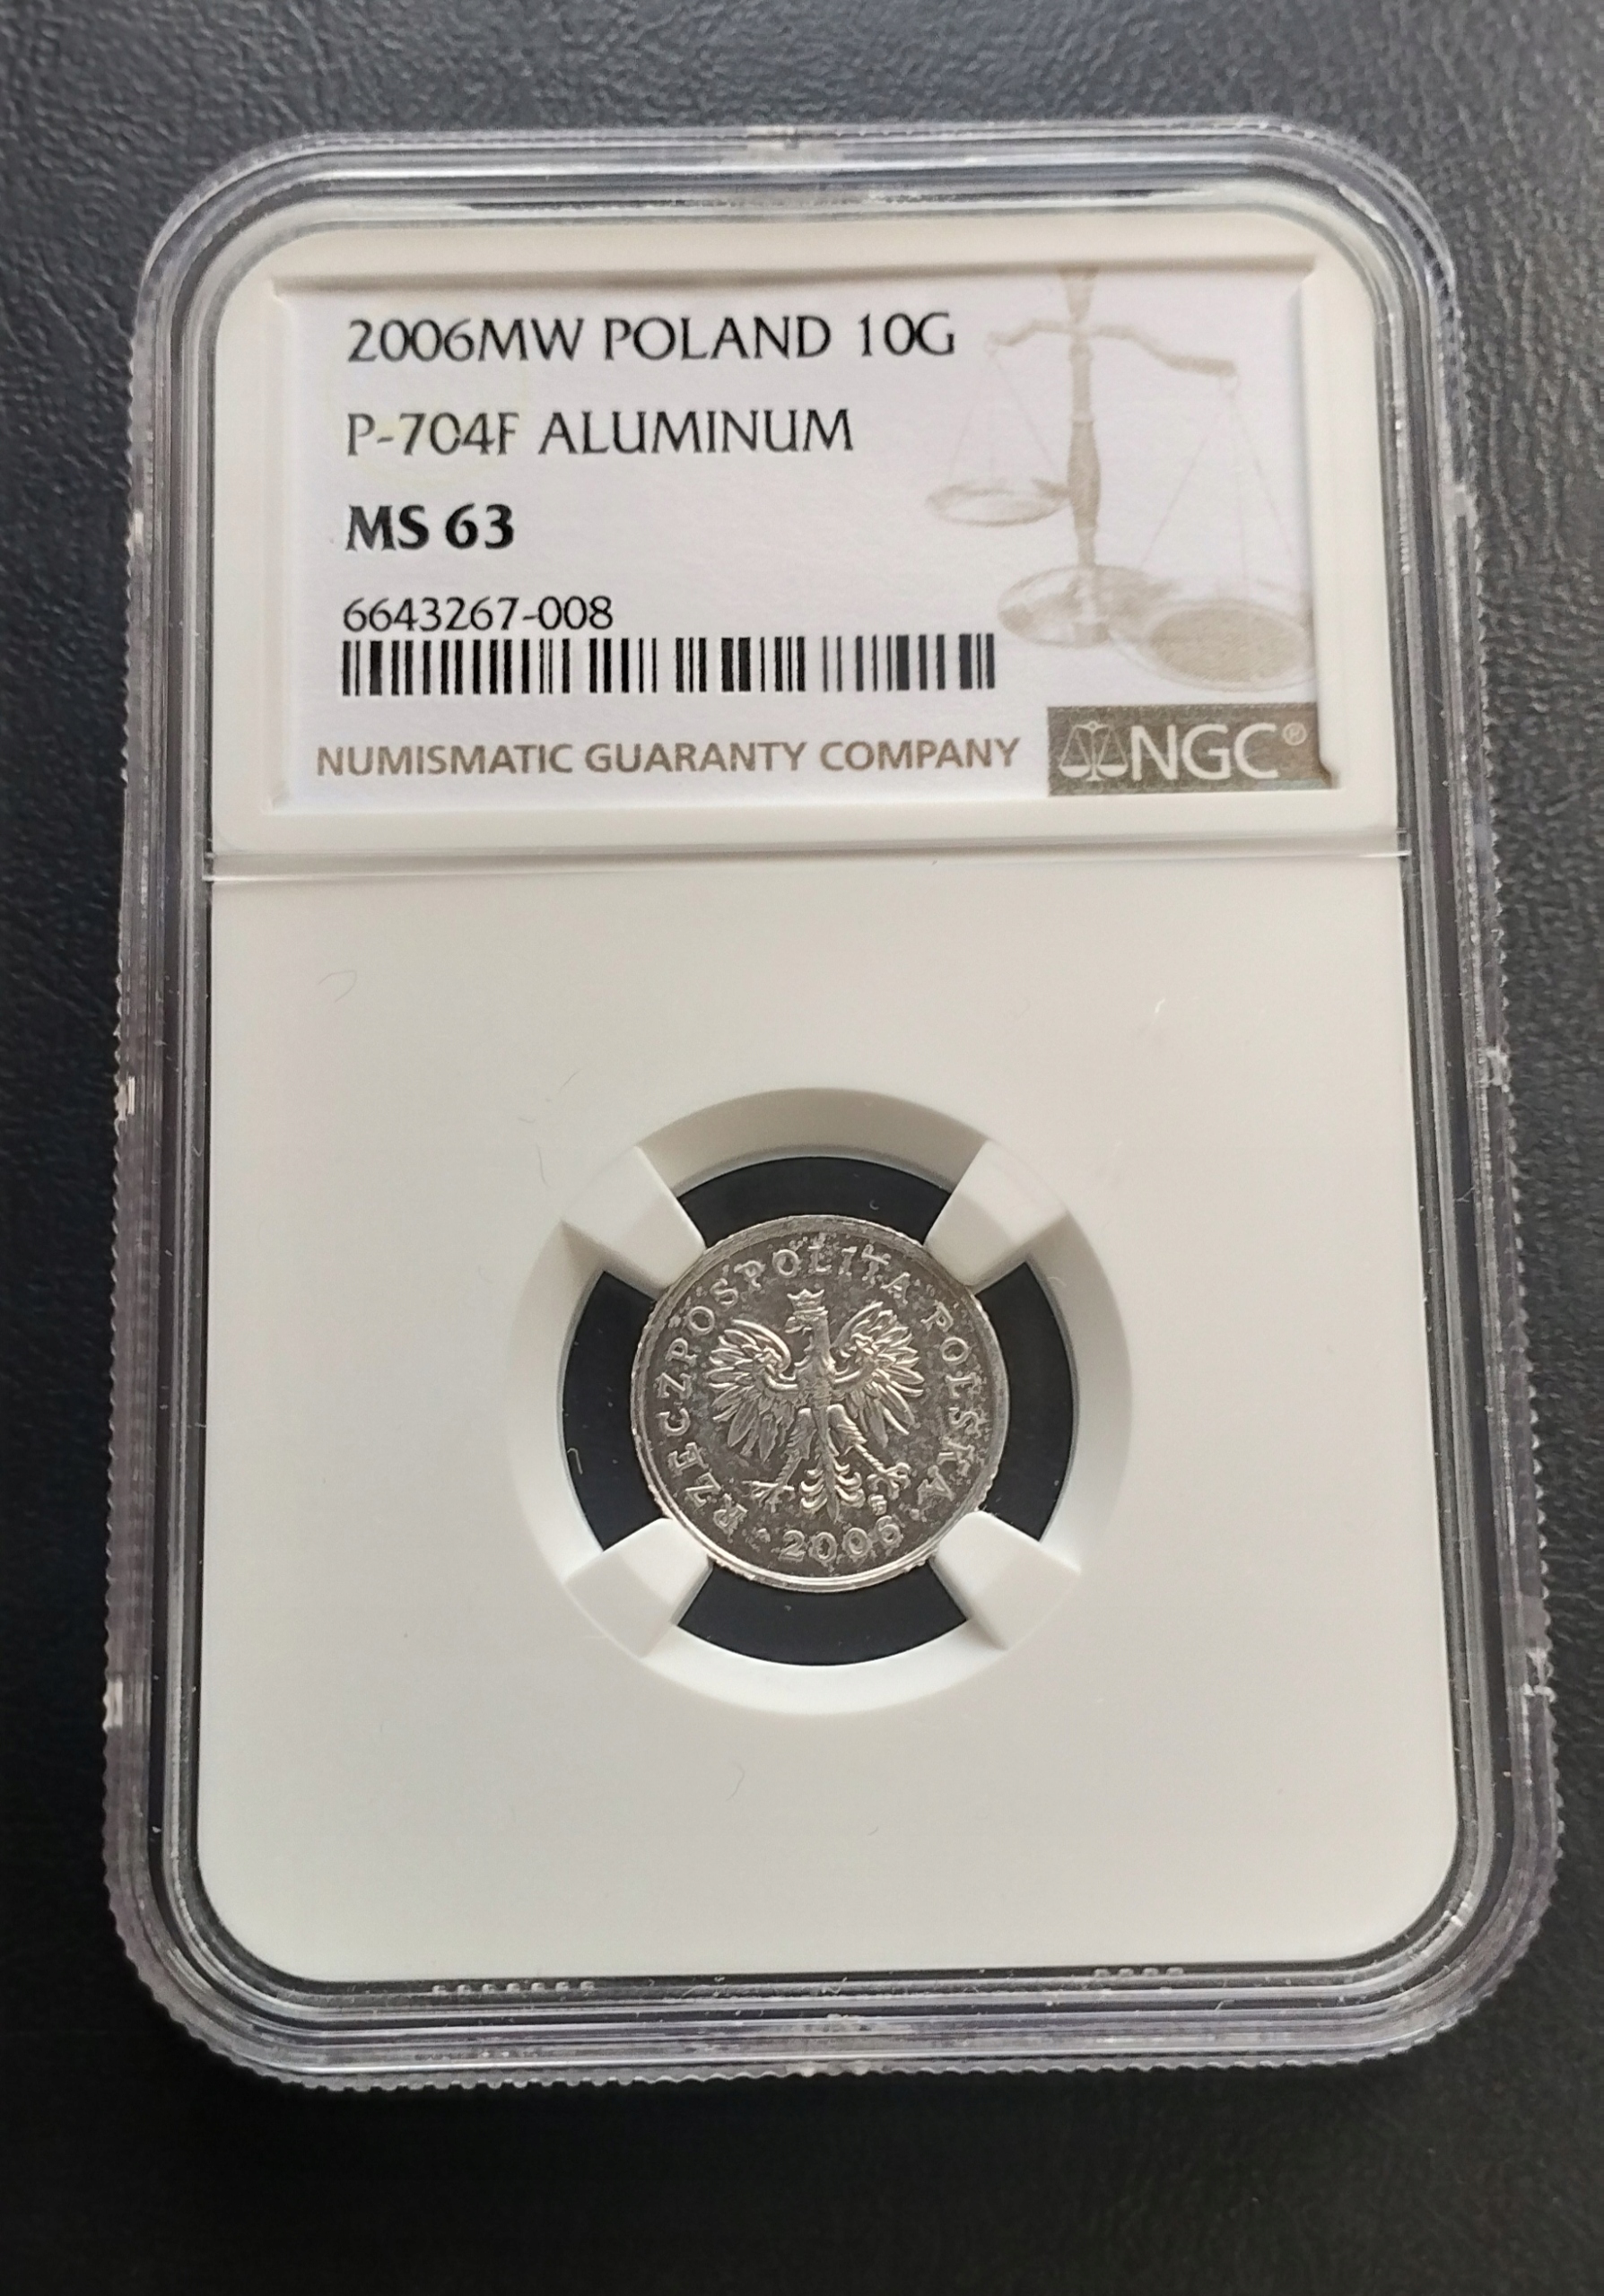 2006MW POLAND 10G
P-704F ALUMINUM
MS 63
6643267-008
NUMISMATIC GUARANTY COMPANY NGC®
RZECZPOSPOLITA POLSKA
2006